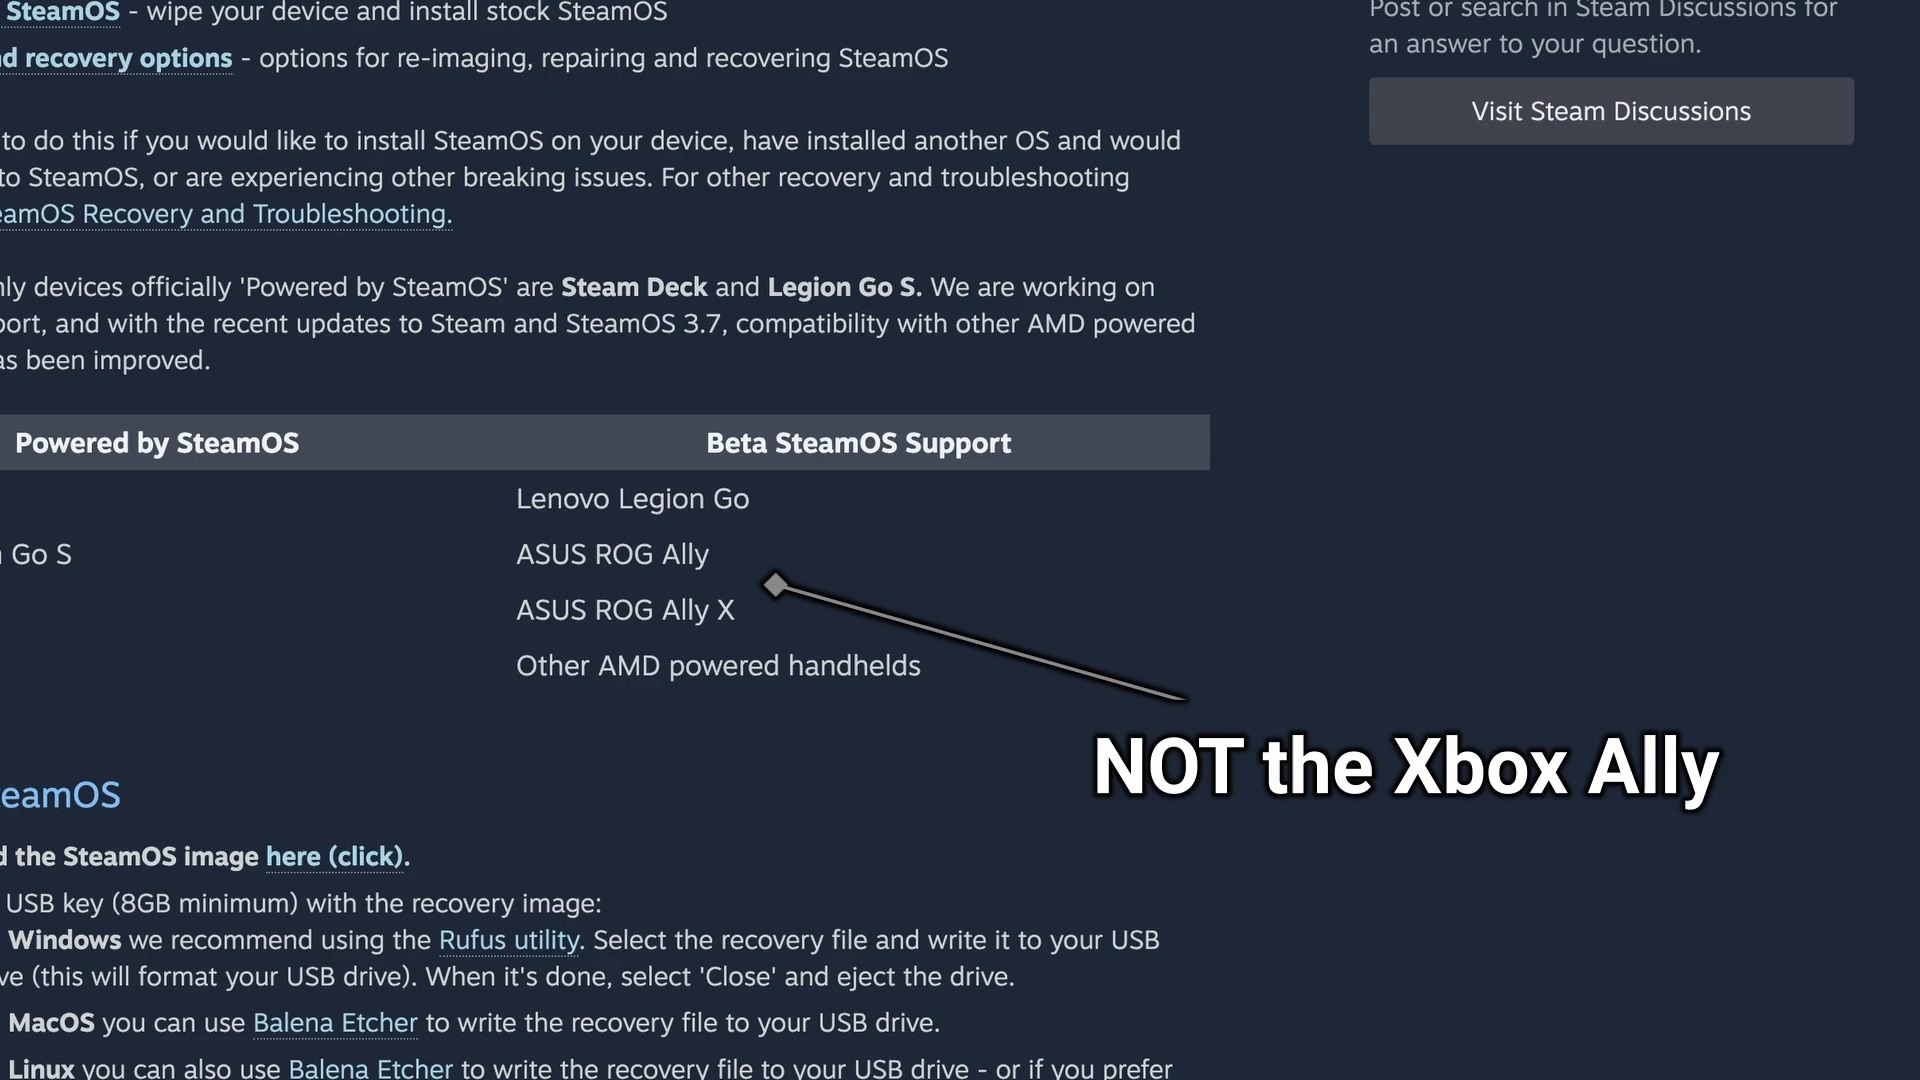 SteamOS - wipe your device and install stock SteamOS
nd recovery options - options for re-imaging, repairing and recovering SteamOS
to do this if you would like to install SteamOS on your device, have installed another OS and would
to SteamOS, or are experiencing other breaking issues. For other recovery and troubleshooting
eamOS Recovery and Troubleshooting.
nly devices officially 'Powered by SteamOS' are Steam Deck and Legion Go S. We are working on
port, and with the recent updates to Steam and SteamOS 3.7, compatibility with other AMD powered
as been improved.
Powered by SteamOS Beta SteamOS Support
Lenovo Legion Go
n Go S ASUS ROG Ally
ASUS ROG Ally X
Other AMD powered handhelds
NOT the Xbox Ally
eamOS
d the SteamOS image here (click).
USB key (8GB minimum) with the recovery image:
Windows we recommend using the Rufus utility. Select the recovery file and write it to your USB
ve (this will format your USB drive). When it's done, select 'Close' and eject the drive.
MacOS you can use Balena Etcher to write the recovery file to your USB drive.
Linux you can also use Balena Etcher to write the recovery file to your USB drive - or if you prefer
Post or search in Steam Discussions for
an answer to your question.
Visit Steam Discussions